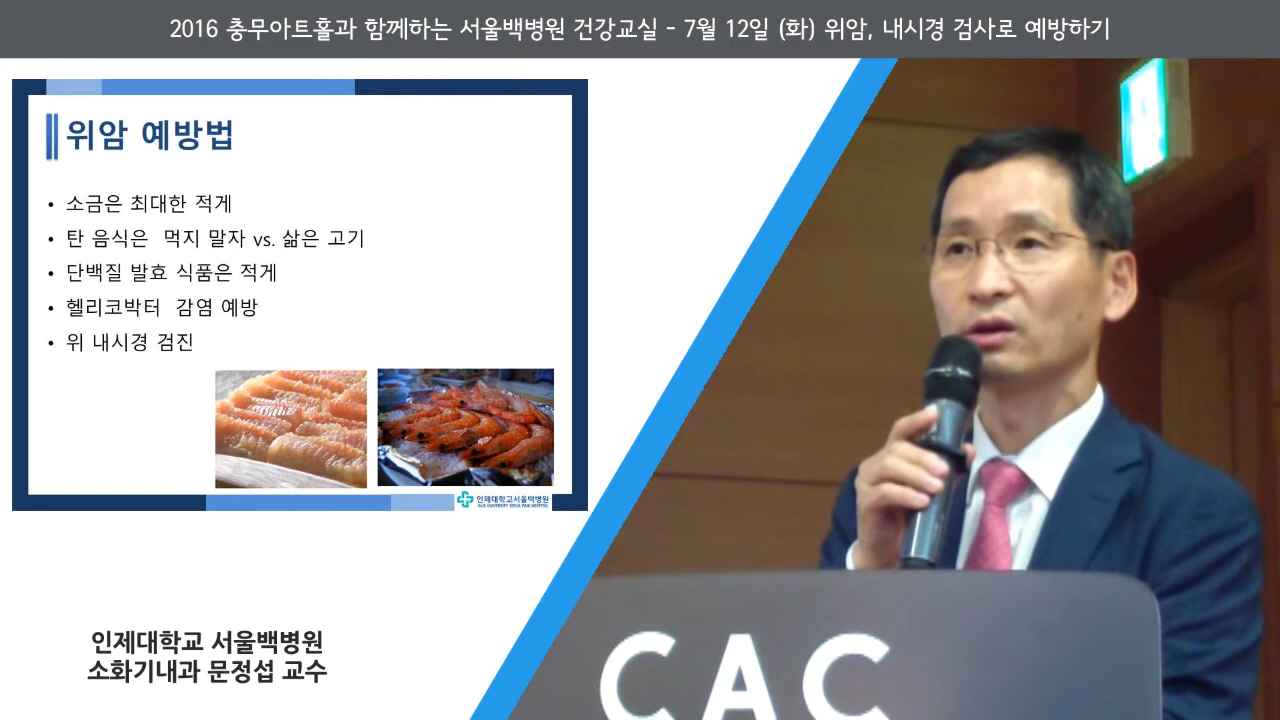 2016 충무아트홀과 함께하는 서울백병원 건강교실 - 7월 12일 (화) 위암, 내시경 검사로 예방하기
위암 예방법
• 소금은 최대한 적게
• 탄 음식은 먹지 말자 vs. 삶은 고기
• 단백질 발효 식품은 적게
• 헬리코박터 감염 예방
• 위 내시경 검진
인제대학교서울백병원
INJE UNIVERSITY SEOUL PAIK HOSPITAL
인제대학교 서울백병원
소화기내과 문정섭 교수
CAC